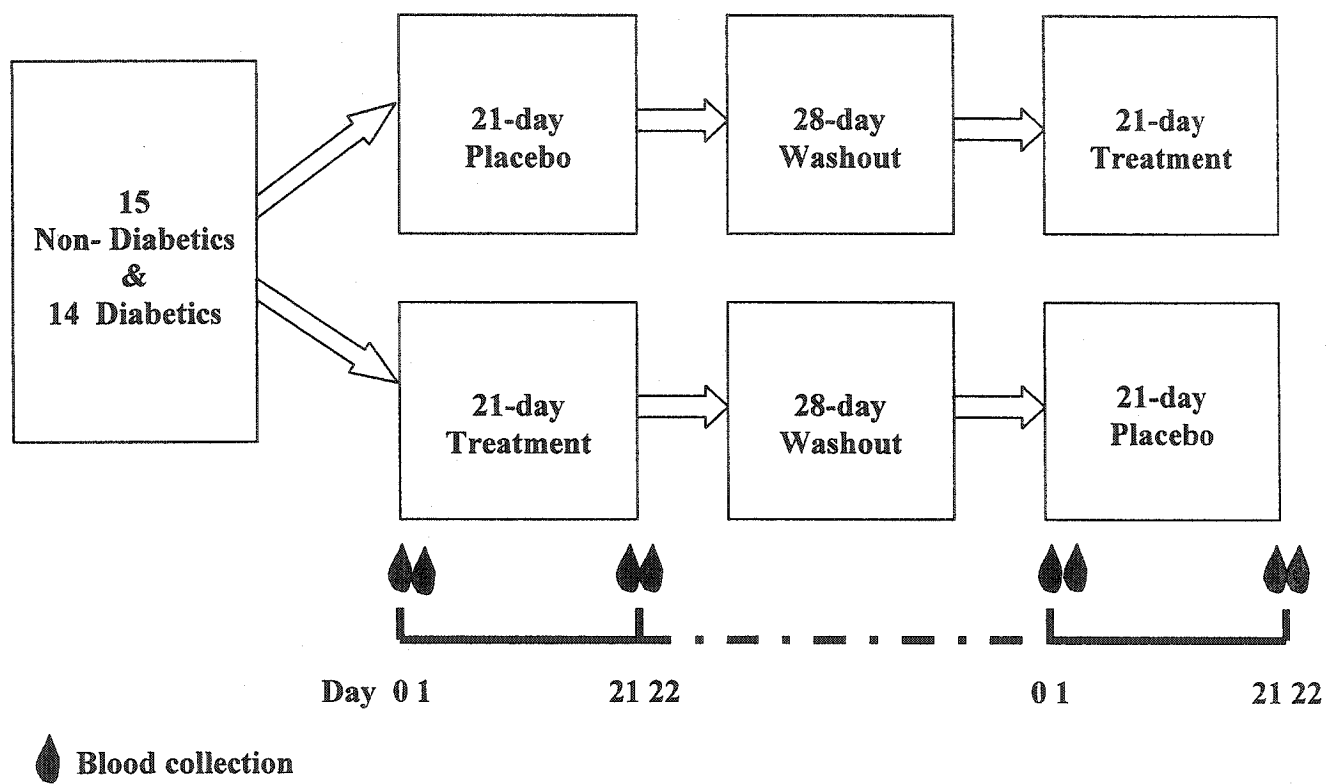 15
Non- Diabetics
&
14 Diabetics
21-day
Placebo
28-day
Washout
21-day
Treatment
21-day
Treatment
28-day
Washout
21-day
Placebo
Day 0 1 21 22 0 1 21 22
Blood collection